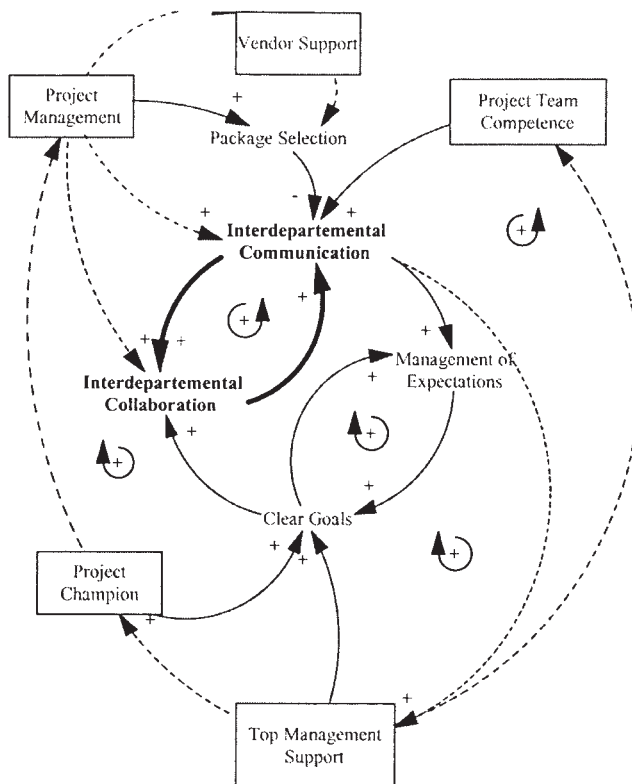 Vendor Support
Project
Management
Project Team
Competence
+
Package Selection
-
+
+
Interdepartemental
Communication
+
+
+
+
+
+
Management of
Expectations
+
Interdepartemental
Collaboration
+
+
+
+
+
Clear Goals
+
+
+
Project
Champion
+
+
Top Management
Support